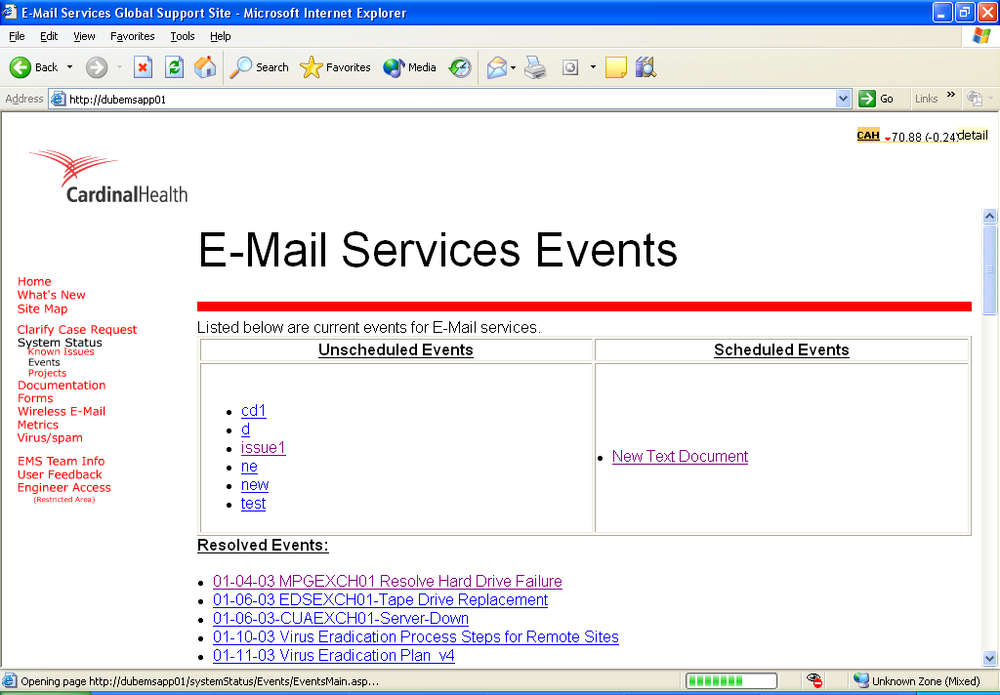 E-Mail Services Global Support Site - Microsoft Internet Explorer
File Edit View Favorites Tools Help
Back Search Favorites Media
Address http://dubemsapp01 Go Links »
CAH 70.88 (-0.24) detail
CardinalHealth
E-Mail Services Events
Home
What's New
Site Map
Clarify Case Request
System Status
Known Issues
Events
Projects
Documentation
Forms
Wireless E-Mail
Metrics
Virus/spam
EMS Team Info
User Feedback
Engineer Access
(Restricted Area)
Listed below are current events for E-Mail services.
Unscheduled Events Scheduled Events
cd1
d
issue1
ne
new
test
New Text Document
Resolved Events:
01-04-03 MPGEXCH01 Resolve Hard Drive Failure
01-06-03 EDSEXCH01-Tape Drive Replacement
01-06-03-CUAEXCH01-Server-Down
01-10-03 Virus Eradication Process Steps for Remote Sites
01-11-03 Virus Eradication Plan_v4
Opening page http://dubemsapp01/systemStatus/Events/EventsMain.asp... Unknown Zone (Mixed)